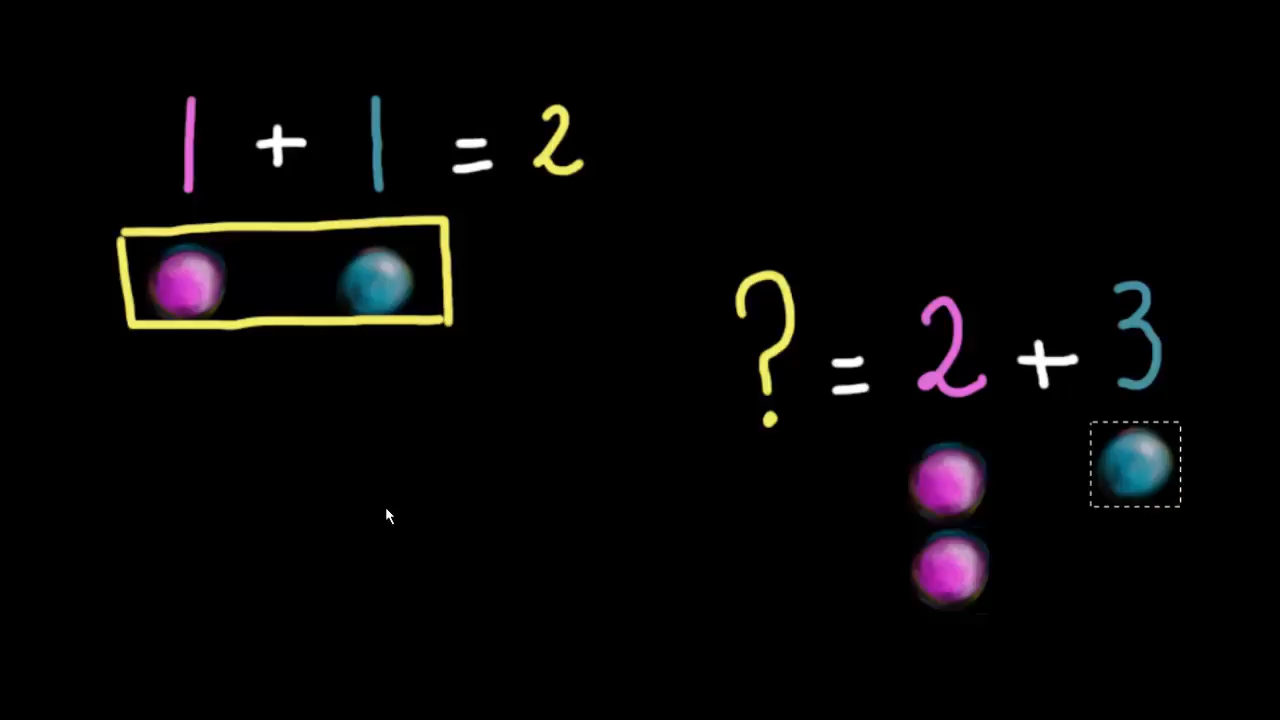 1 + 1 = 2
? = 2 + 3